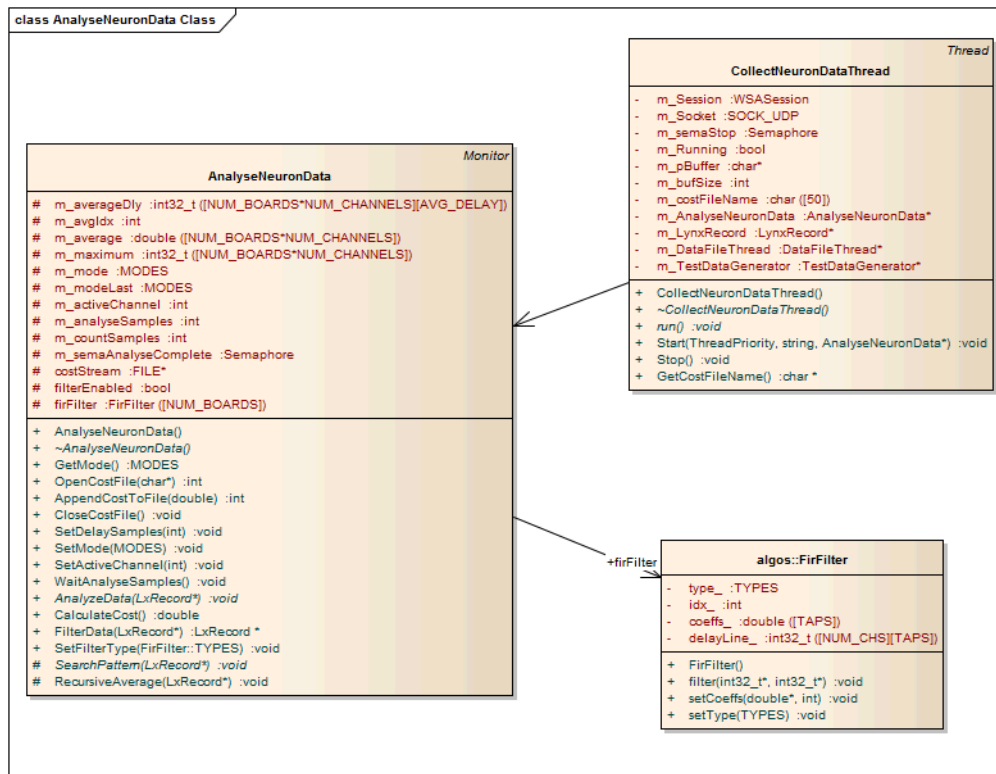 class AnalyseNeuronData Class
Thread
CollectNeuronDataThread
- m_Session :WSASession
- m_Socket :SOCK_UDP
- m_semaStop :Semaphore
- m_Running :bool
- m_pBuffer :char*
- m_bufSize :int
- m_costFileName :char ([50])
- m_AnalyseNeuronData :AnalyseNeuronData*
- m_LynxRecord :LynxRecord*
- m_DataFileThread :DataFileThread*
- m_TestDataGenerator :TestDataGenerator*
+ CollectNeuronDataThread()
+ ~CollectNeuronDataThread()
+ run() :void
+ Start(ThreadPriority, string, AnalyseNeuronData*) :void
+ Stop() :void
+ GetCostFileName() :char *
Monitor
AnalyseNeuronData
# m_averageDly :int32_t ([NUM_BOARDS*NUM_CHANNELS][AVG_DELAY])
# m_avgIdx :int
# m_average :double ([NUM_BOARDS*NUM_CHANNELS])
# m_maximum :int32_t ([NUM_BOARDS*NUM_CHANNELS])
# m_mode :MODES
# m_modeLast :MODES
# m_activeChannel :int
# m_analyseSamples :int
# m_countSamples :int
# m_semaAnalyseComplete :Semaphore
# costStream :FILE*
# filterEnabled :bool
# firFilter :FirFilter ([NUM_BOARDS])
+ AnalyseNeuronData()
+ ~AnalyseNeuronData()
+ GetMode() :MODES
+ OpenCostFile(char*) :int
+ AppendCostToFile(double) :int
+ CloseCostFile() :void
+ SetDelaySamples(int) :void
+ SetMode(MODES) :void
+ SetActiveChannel(int) :void
+ WaitAnalyseSamples() :void
+ AnalyzeData(LxRecord*) :void
+ CalculateCost() :double
+ FilterData(LxRecord*) :LxRecord *
+ SetFilterType(FirFilter::TYPES) :void
# SearchPattern(LxRecord*) :void
# RecursiveAverage(LxRecord*) :void
+firFilter
algos::FirFilter
- type_ :TYPES
- idx_ :int
- coeffs_ :double ([TAPS])
- delayLine_ :int32_t ([NUM_CHS][TAPS])
+ FirFilter()
+ filter(int32_t*, int32_t*) :void
+ setCoeffs(double*, int) :void
+ setType(TYPES) :void